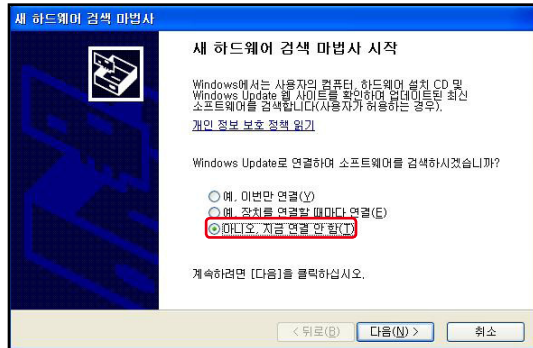 새 하드웨어 검색 마법사
새 하드웨어 검색 마법사 시작
Windows에서는 사용자의 컴퓨터, 하드웨어 설치 CD 및
Windows Update 웹 사이트를 확인하여 업데이트된 최신
소프트웨어를 검색합니다(사용자가 허용하는 경우).
개인 정보 보호 정책 읽기
Windows Update로 연결하여 소프트웨어를 검색하시겠습니까?
예, 이번만 연결(Y)
예, 장치를 연결할 때마다 연결(E)
아니오, 지금 연결 안 함(T)
계속하려면 [다음]을 클릭하십시오.
< 뒤로(B) 다음(N) > 취소